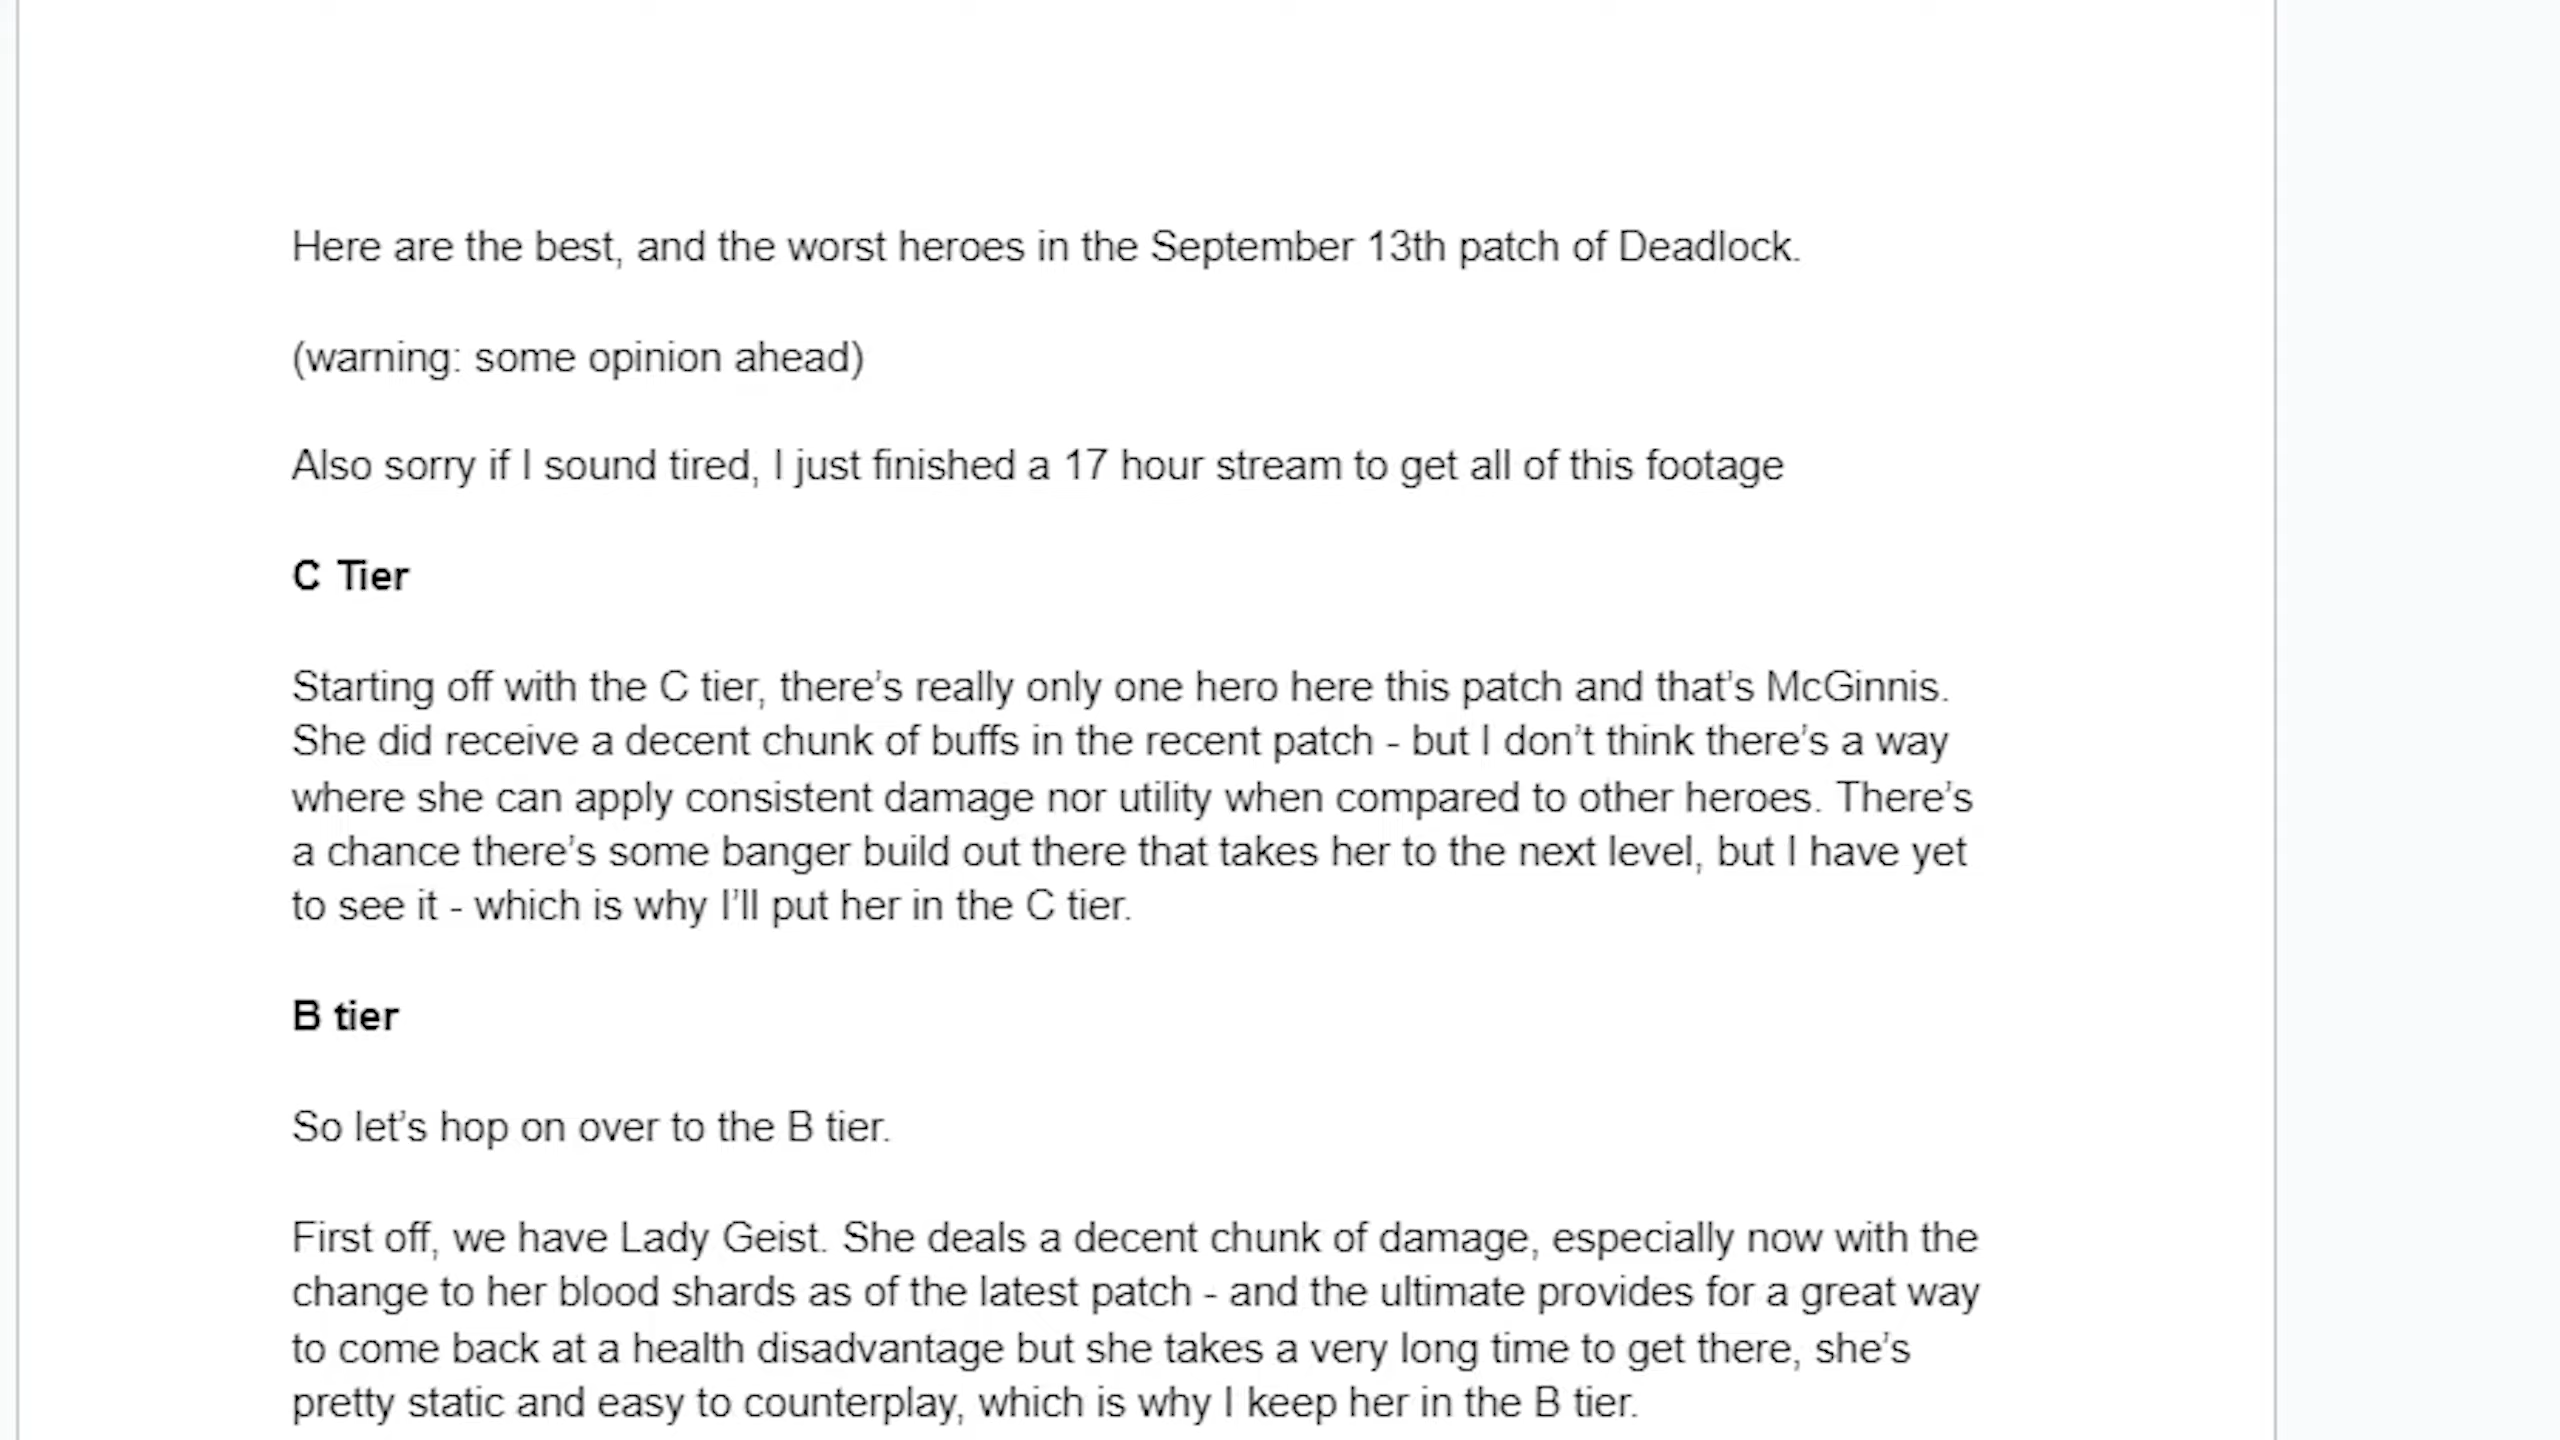 Here are the best, and the worst heroes in the September 13th patch of Deadlock.
(warning: some opinion ahead)
Also sorry if I sound tired, I just finished a 17 hour stream to get all of this footage
C Tier
Starting off with the C tier, there’s really only one hero here this patch and that’s McGinnis.
She did receive a decent chunk of buffs in the recent patch - but I don’t think there’s a way
where she can apply consistent damage nor utility when compared to other heroes. There’s
a chance there’s some banger build out there that takes her to the next level, but I have yet
to see it - which is why I’ll put her in the C tier.
B tier
So let’s hop on over to the B tier.
First off, we have Lady Geist. She deals a decent chunk of damage, especially now with the
change to her blood shards as of the latest patch - and the ultimate provides for a great way
to come back at a health disadvantage but she takes a very long time to get there, she’s
pretty static and easy to counterplay, which is why I keep her in the B tier.